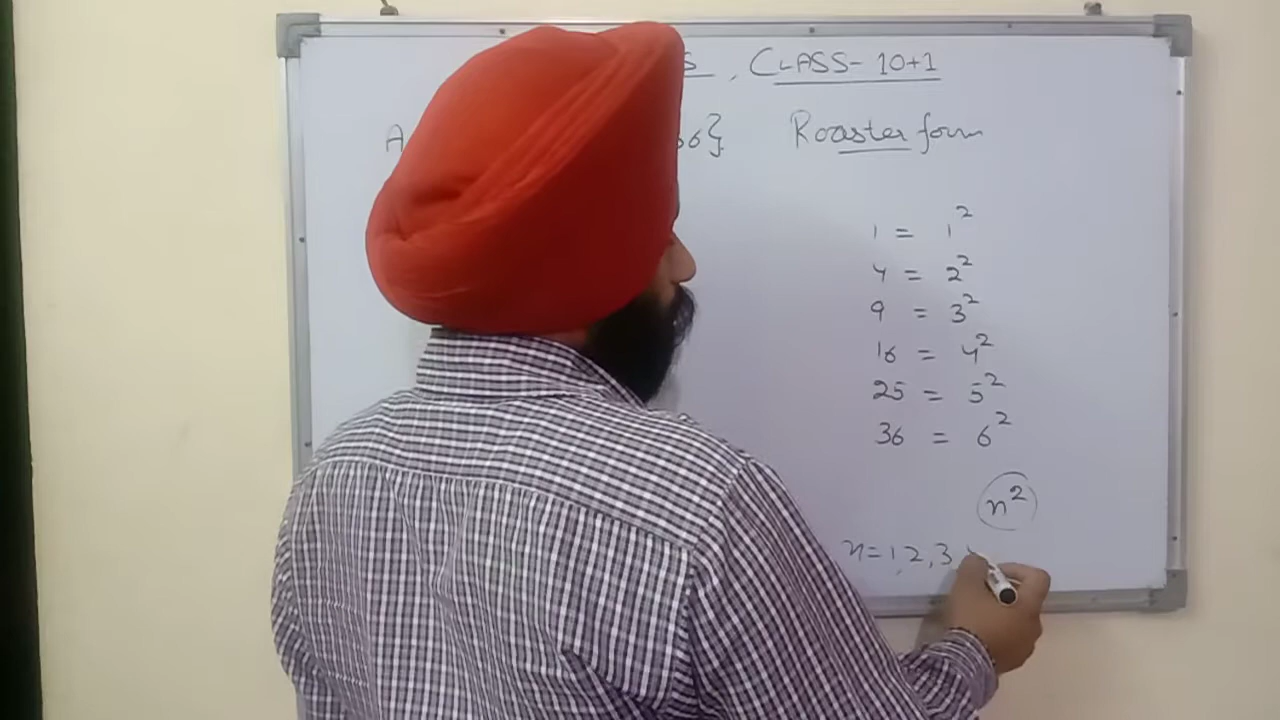 , CLASS-10+1
A 36} Roaster form
1 = 1²
4 = 2²
9 = 3²
16 = 4²
25 = 5²
36 = 6²
n²
n=1,2,3